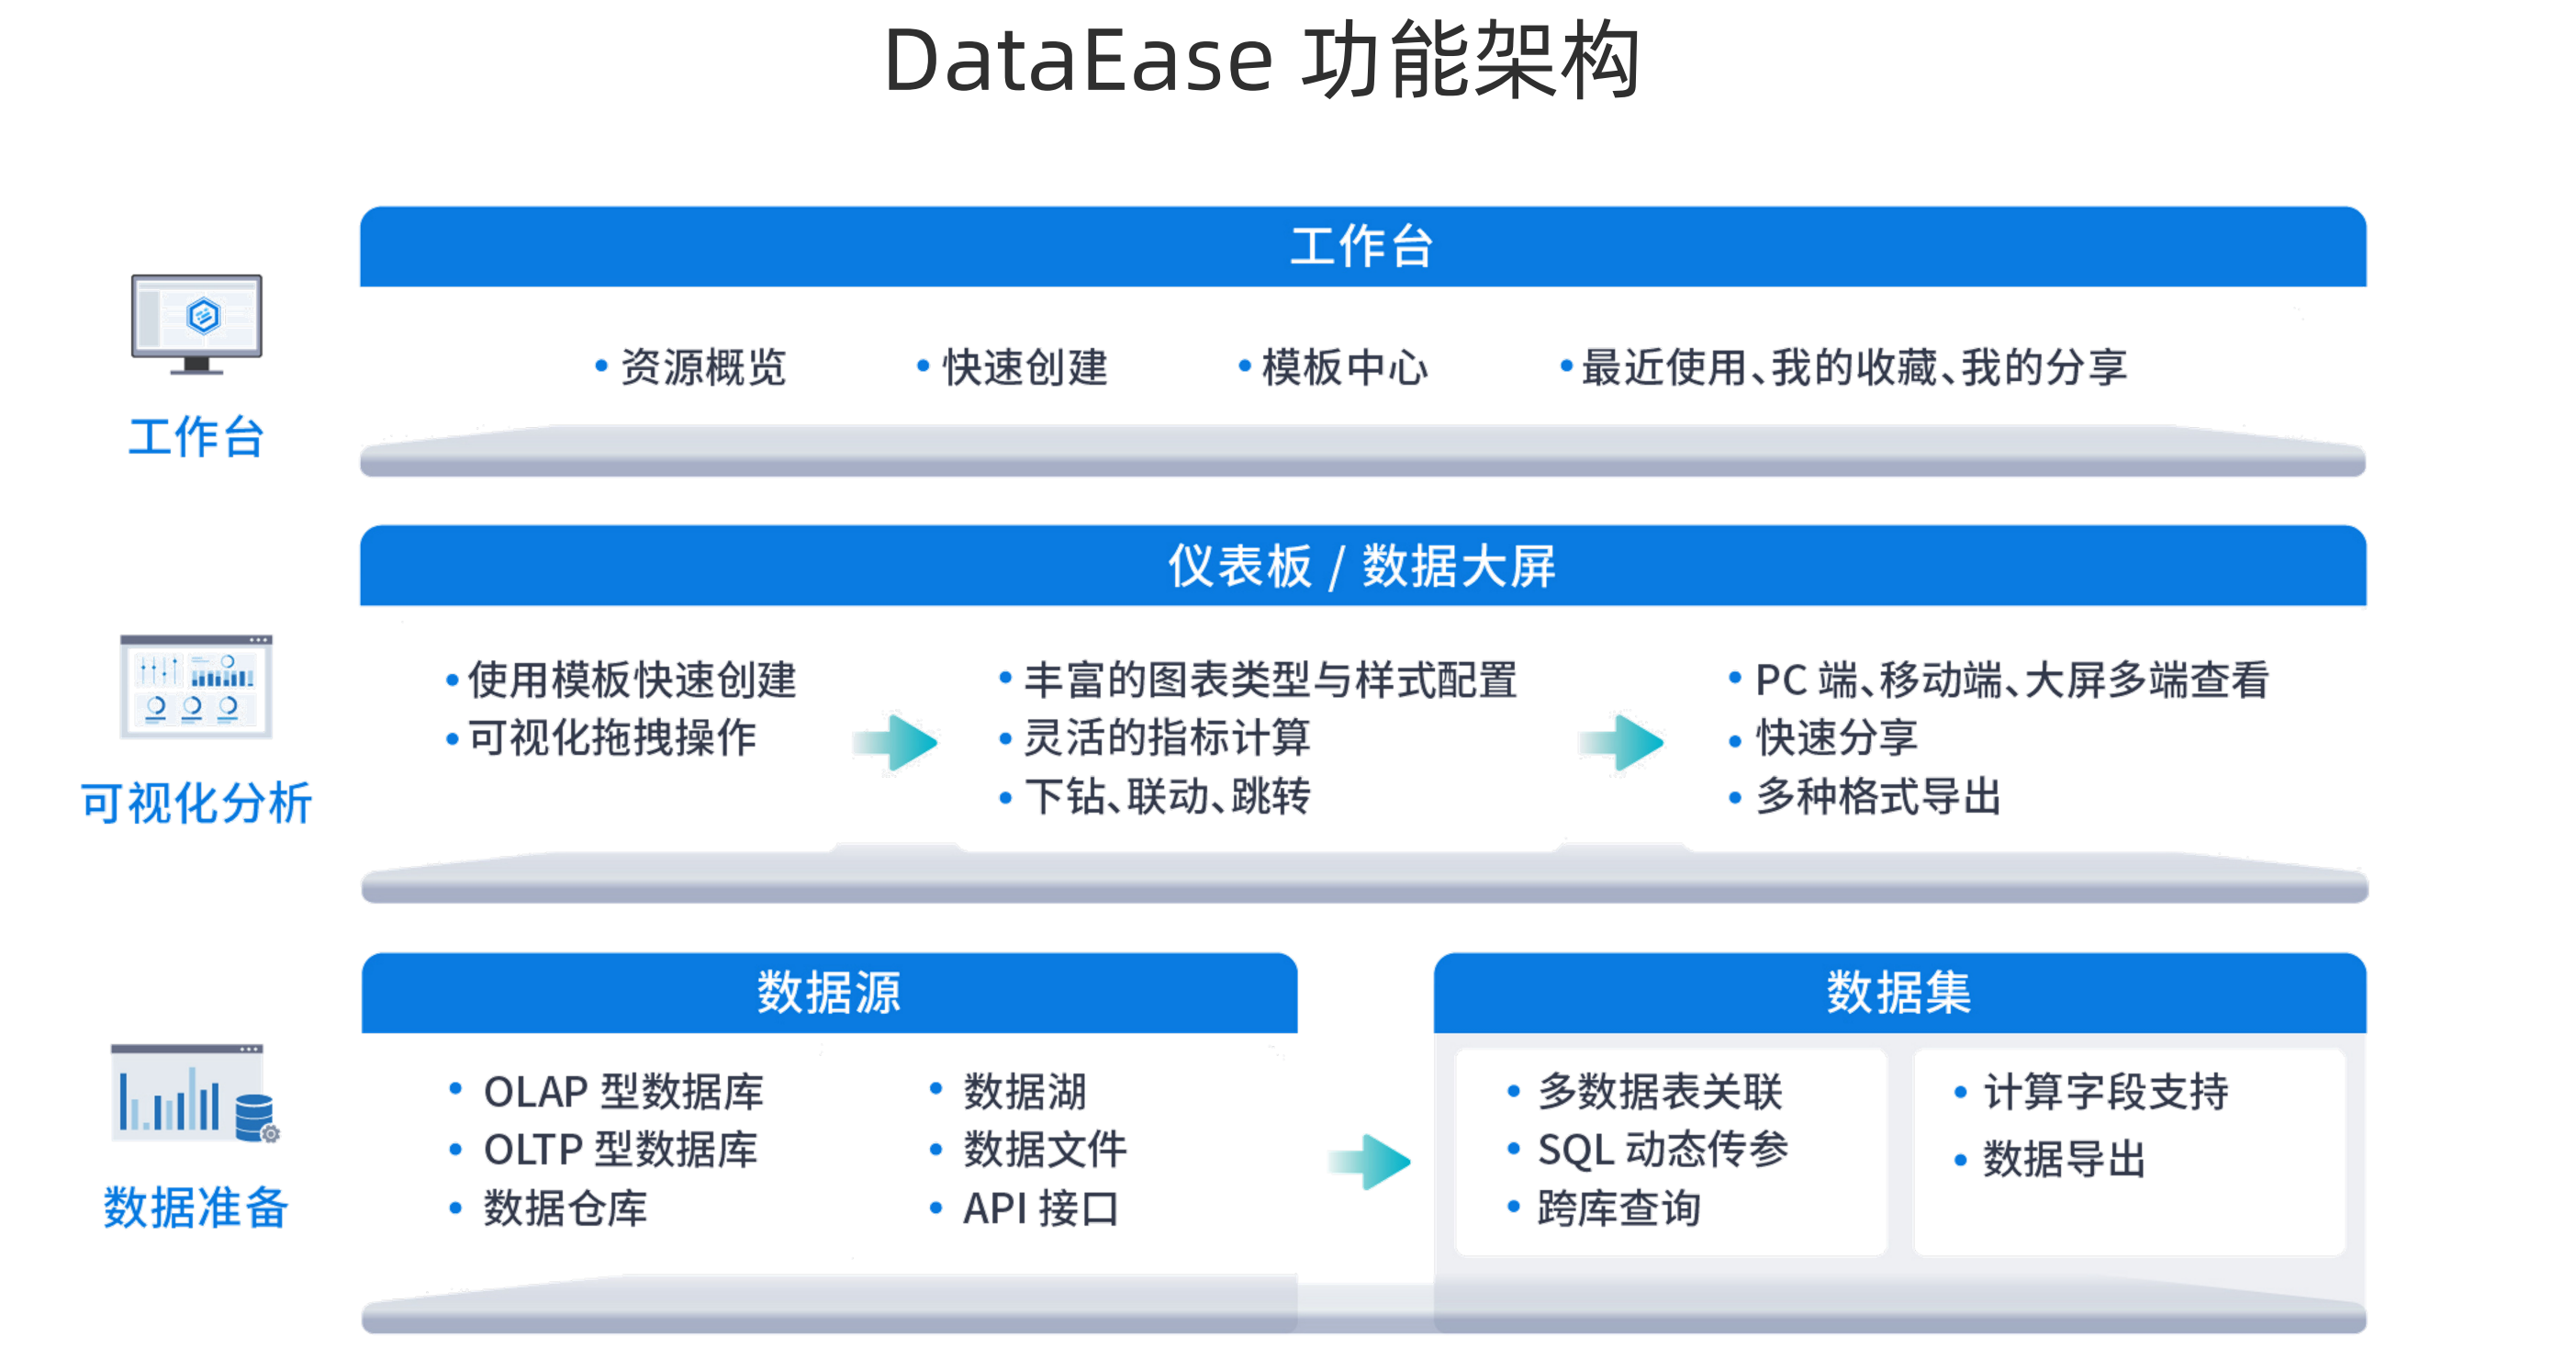 DataEase 功能架构
工作台
工作台
• 资源概览
• 快速创建
• 模板中心
• 最近使用、我的收藏、我的分享
可视化分析
仪表板 / 数据大屏
• 使用模板快速创建
• 可视化拖拽操作
• 丰富的图表类型与样式配置
• 灵活的指标计算
• 下钻、联动、跳转
• PC 端、移动端、大屏多端查看
• 快速分享
• 多种格式导出
数据准备
数据源
• OLAP 型数据库
• OLTP 型数据库
• 数据仓库
• 数据湖
• 数据文件
• API 接口
数据集
• 多数据表关联
• SQL 动态传参
• 跨库查询
• 计算字段支持
• 数据导出